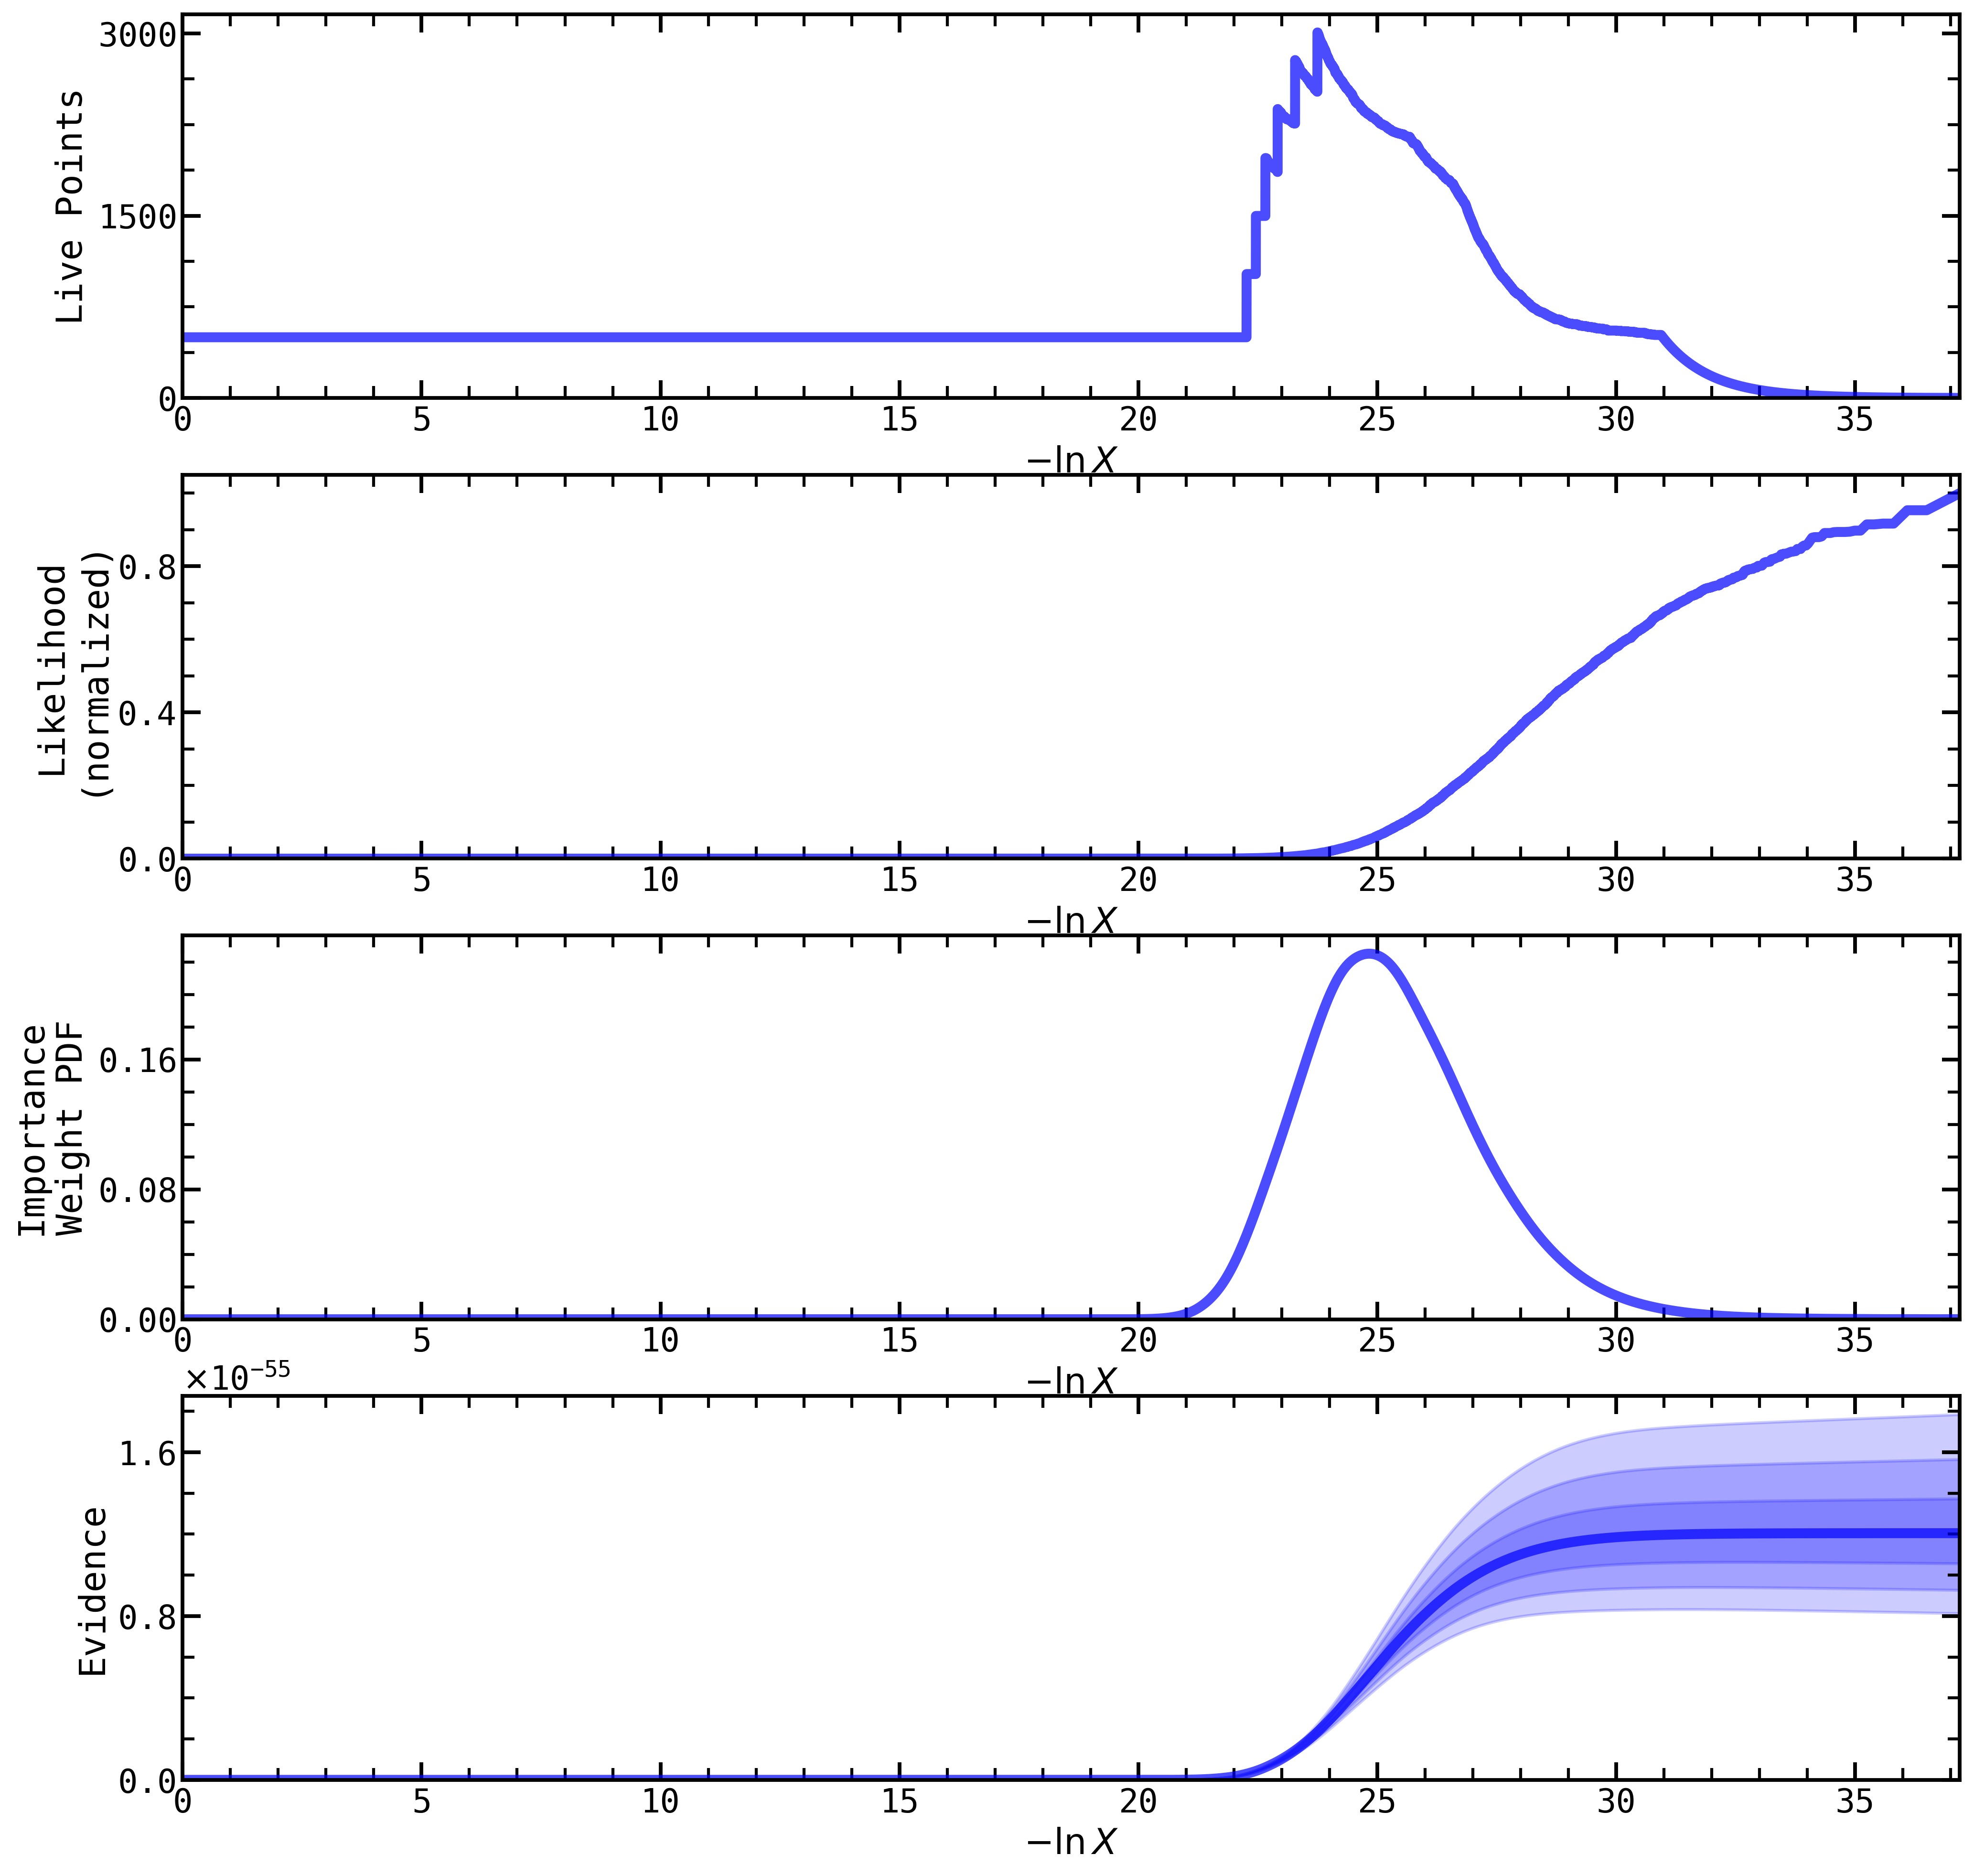 Live Points
3000
1500
0
0 5 10 15 20 25 30 35
−ln X
Likelihood
(normalized)
0.8
0.4
0.0
0 5 10 15 20 25 30 35
−ln X
Importance
Weight PDF
0.16
0.08
0.00
0 5 10 15 20 25 30 35
−ln X
×10⁻⁵⁵
Evidence
1.6
0.8
0.0
0 5 10 15 20 25 30 35
−ln X